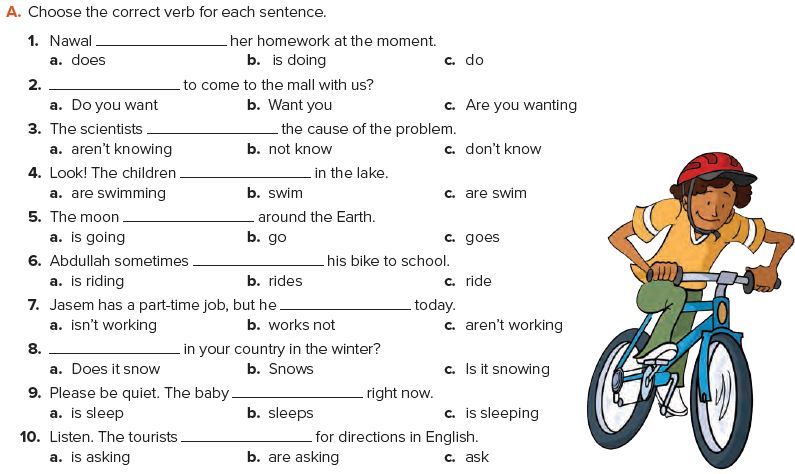 A. Choose the correct verb for each sentence.
1. Nawal ________________ her homework at the moment.
a. does b. is doing c. do
2. ________________ to come to the mall with us?
a. Do you want b. Want you c. Are you wanting
3. The scientists ________________ the cause of the problem.
a. aren't knowing b. not know c. don't know
4. Look! The children ________________ in the lake.
a. are swimming b. swim c. are swim
5. The moon ________________ around the Earth.
a. is going b. go c. goes
6. Abdullah sometimes ________________ his bike to school.
a. is riding b. rides c. ride
7. Jasem has a part-time job, but he ________________ today.
a. isn't working b. works not c. aren't working
8. ________________ in your country in the winter?
a. Does it snow b. Snows c. Is it snowing
9. Please be quiet. The baby ________________ right now.
a. is sleep b. sleeps c. is sleeping
10. Listen. The tourists ________________ for directions in English.
a. is asking b. are asking c. ask